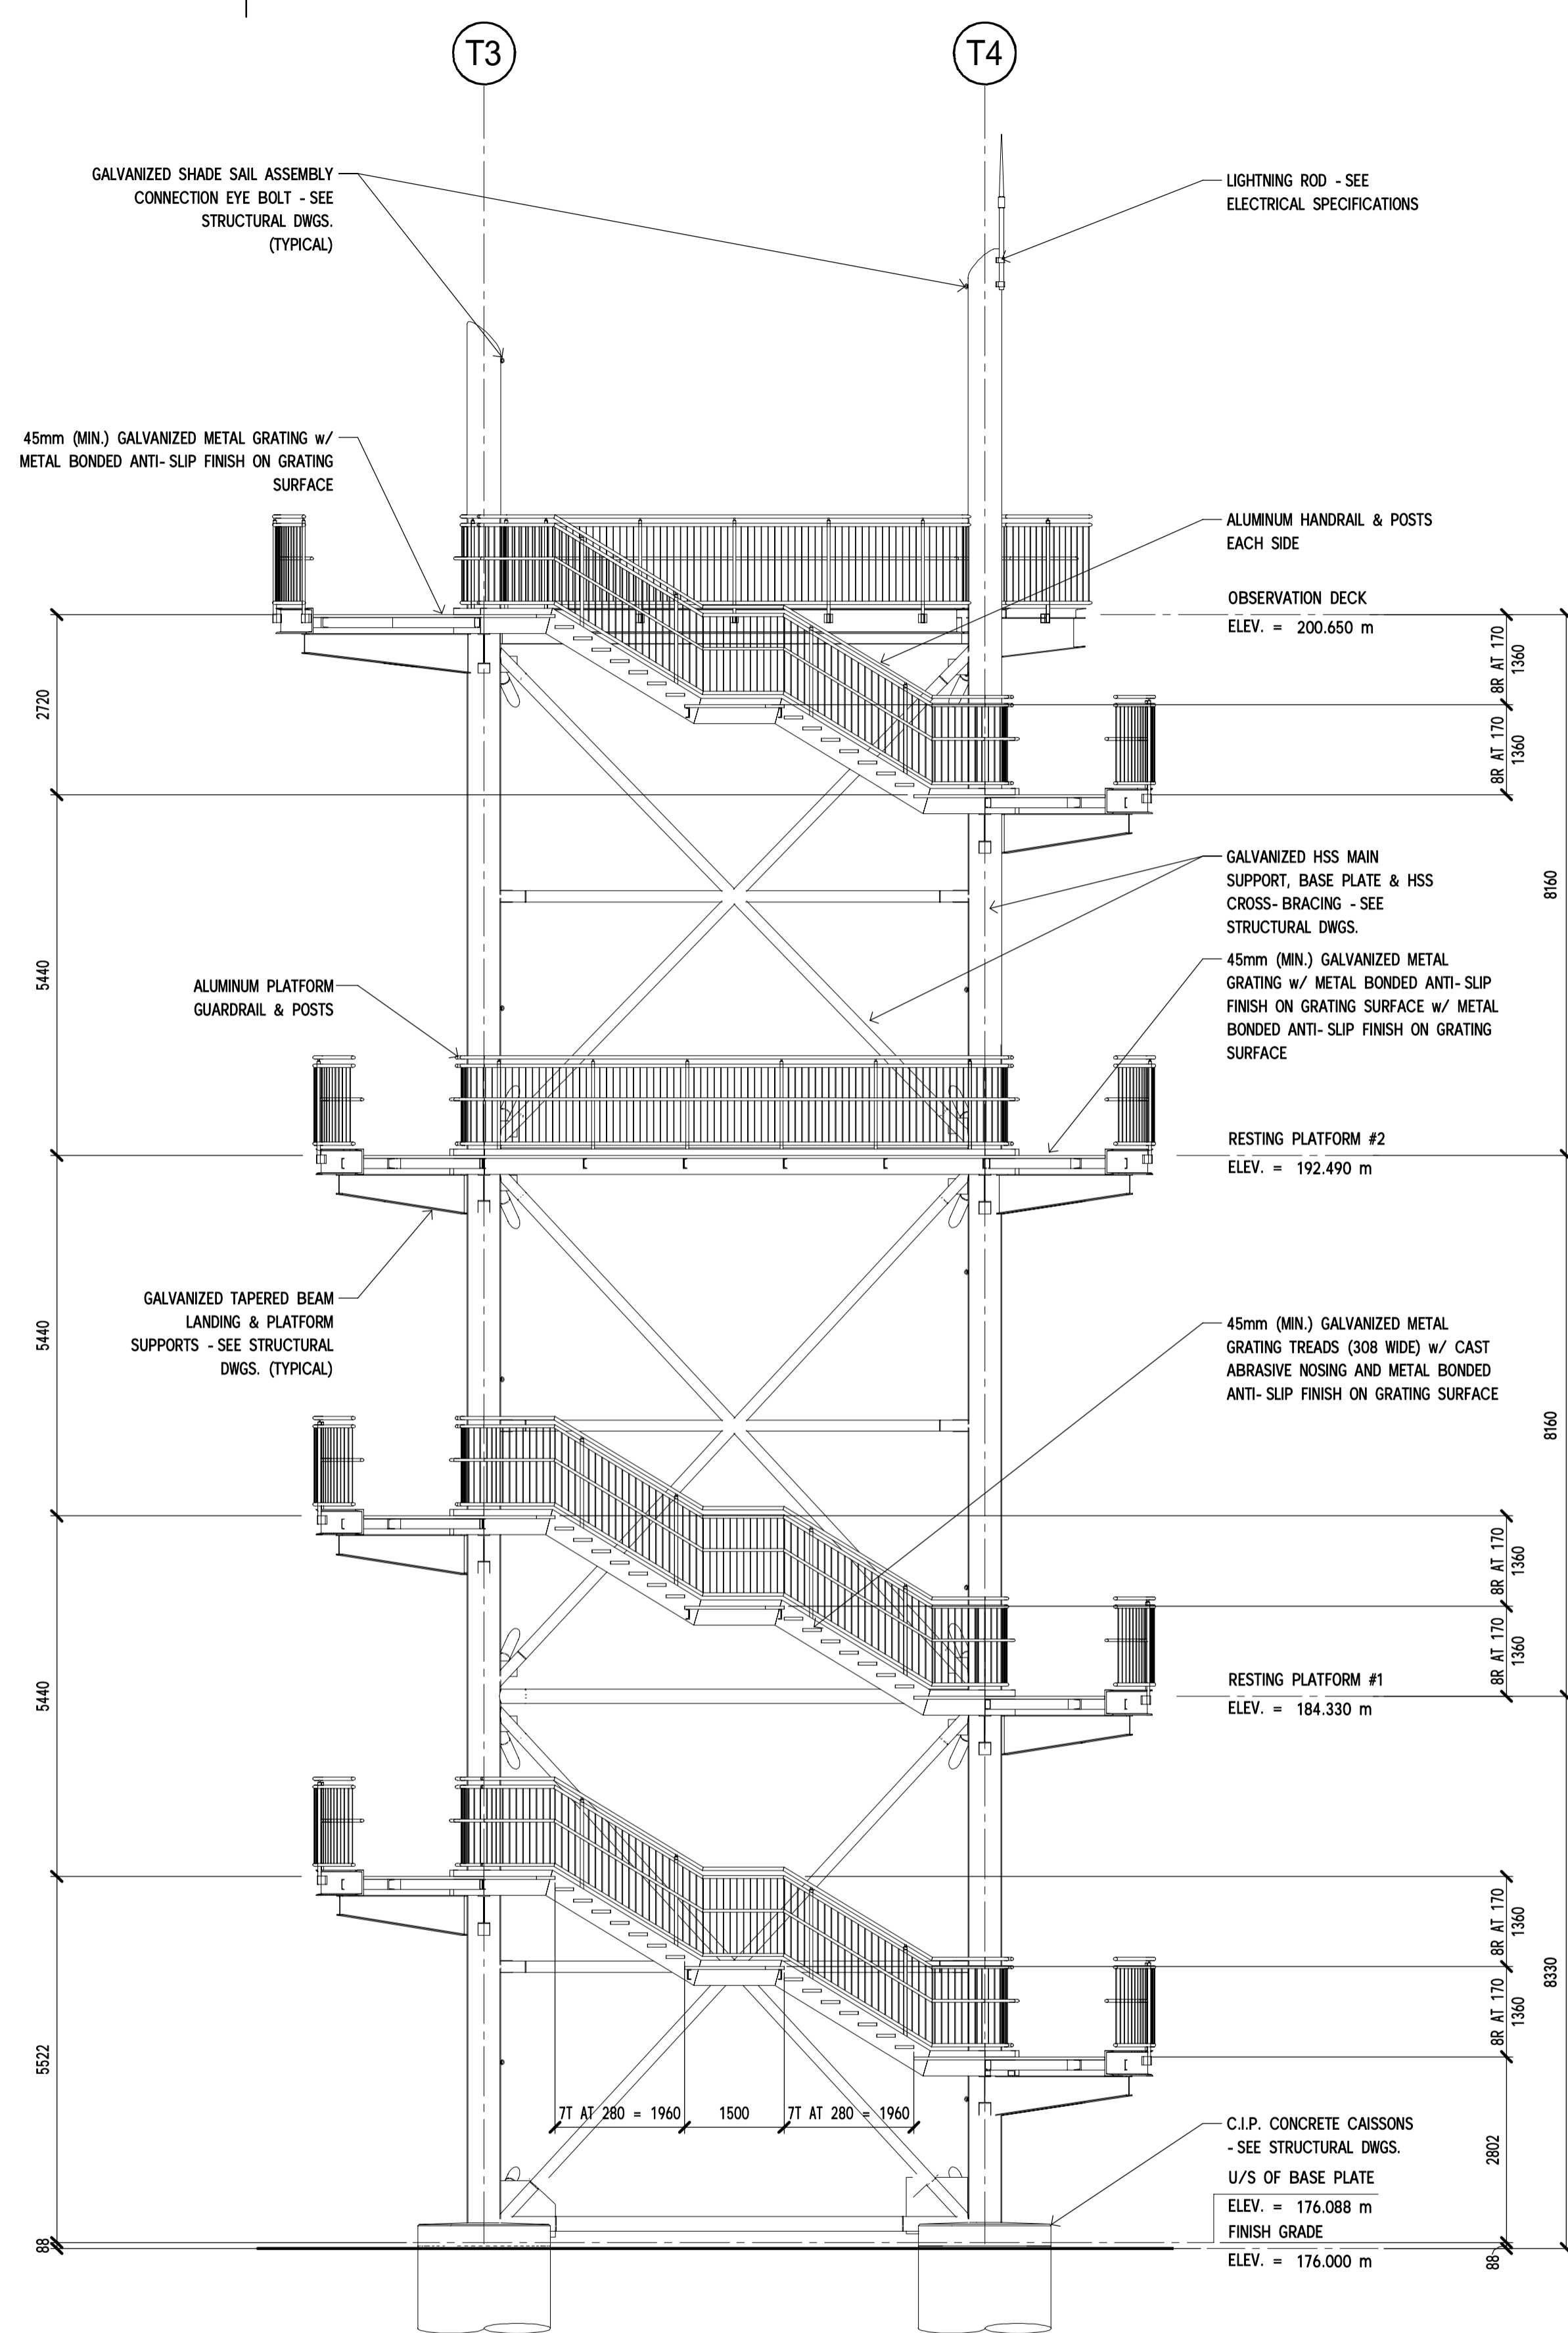 T3
T4
GALVANIZED SHADE SAIL ASSEMBLY
CONNECTION EYE BOLT - SEE
STRUCTURAL DWGS.
(TYPICAL)
LIGHTNING ROD - SEE
ELECTRICAL SPECIFICATIONS
45mm (MIN.) GALVANIZED METAL GRATING w/
METAL BONDED ANTI-SLIP FINISH ON GRATING
SURFACE
ALUMINUM HANDRAIL & POSTS
EACH SIDE
OBSERVATION DECK
ELEV. = 200.650 m
8R AT 170
1360
8R AT 170
1360
2720
GALVANIZED HSS MAIN
SUPPORT, BASE PLATE & HSS
CROSS-BRACING - SEE
STRUCTURAL DWGS.
8160
45mm (MIN.) GALVANIZED METAL
GRATING w/ METAL BONDED ANTI-SLIP
FINISH ON GRATING SURFACE w/ METAL
BONDED ANTI-SLIP FINISH ON GRATING
SURFACE
5440
ALUMINUM PLATFORM
GUARDRAIL & POSTS
RESTING PLATFORM #2
ELEV. = 192.490 m
GALVANIZED TAPERED BEAM
LANDING & PLATFORM
SUPPORTS - SEE STRUCTURAL
DWGS. (TYPICAL)
5440
45mm (MIN.) GALVANIZED METAL
GRATING TREADS (308 WIDE) w/ CAST
ABRASIVE NOSING AND METAL BONDED
ANTI-SLIP FINISH ON GRATING SURFACE
8160
8R AT 170
1360
8R AT 170
1360
RESTING PLATFORM #1
ELEV. = 184.330 m
5440
8R AT 170
1360
8R AT 170
1360
8330
5522
7T AT 280 = 1960
1500
7T AT 280 = 1960
C.I.P. CONCRETE CAISSONS
- SEE STRUCTURAL DWGS.
2802
U/S OF BASE PLATE
ELEV. = 176.088 m
FINISH GRADE
ELEV. = 176.000 m
88
88